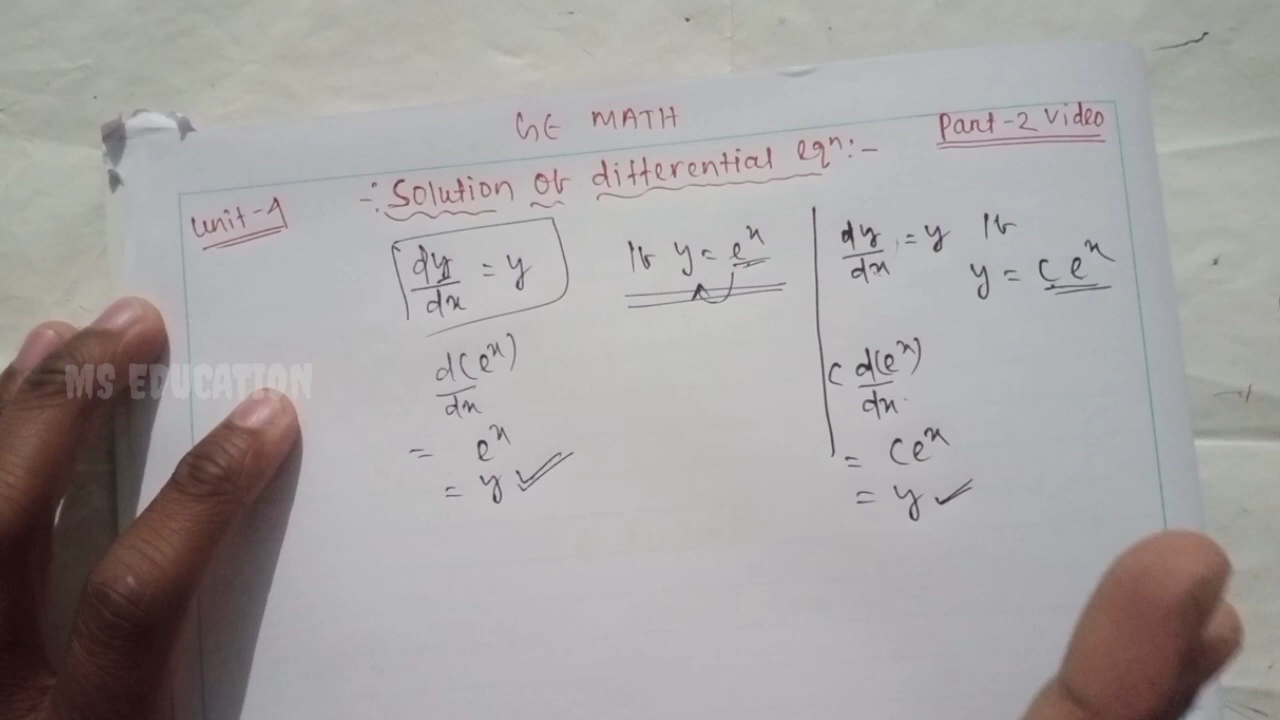 GE MATH
Part-2 Video
-: Solution of differential eqn:-
Unit-1
dy/dx = y
If y = e^x
dy/dx = y If
y = Ce^x
d(e^x)/dx
= e^x
= y ✓
C d(e^x)/dx
= Ce^x
= y ✓
MS EDUCATION